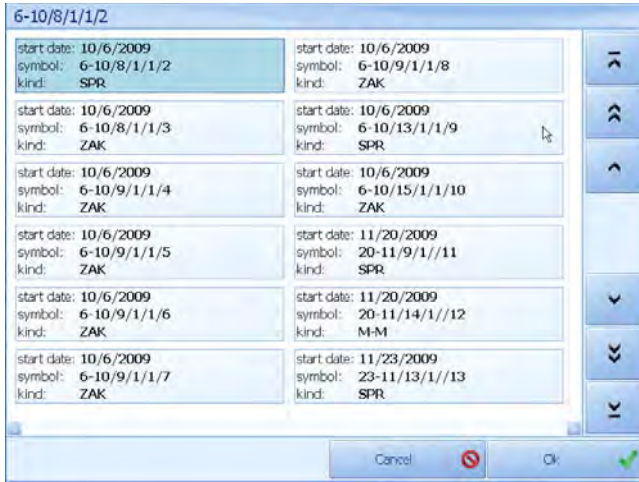 6-10/8/1/1/2
start date: 10/6/2009
symbol: 6-10/8/1/1/2
kind: SPR
start date: 10/6/2009
symbol: 6-10/8/1/1/3
kind: ZAK
start date: 10/6/2009
symbol: 6-10/9/1/1/4
kind: ZAK
start date: 10/6/2009
symbol: 6-10/9/1/1/5
kind: ZAK
start date: 10/6/2009
symbol: 6-10/9/1/1/6
kind: ZAK
start date: 10/6/2009
symbol: 6-10/9/1/1/7
kind: ZAK
start date: 10/6/2009
symbol: 6-10/9/1/1/8
kind: ZAK
start date: 10/6/2009
symbol: 6-10/13/1/1/9
kind: SPR
start date: 10/6/2009
symbol: 6-10/15/1/1/10
kind: ZAK
start date: 11/20/2009
symbol: 20-11/9/1//11
kind: SPR
start date: 11/20/2009
symbol: 20-11/14/1//12
kind: M-M
start date: 11/23/2009
symbol: 23-11/13/1//13
kind: SPR
Cancel
Ok